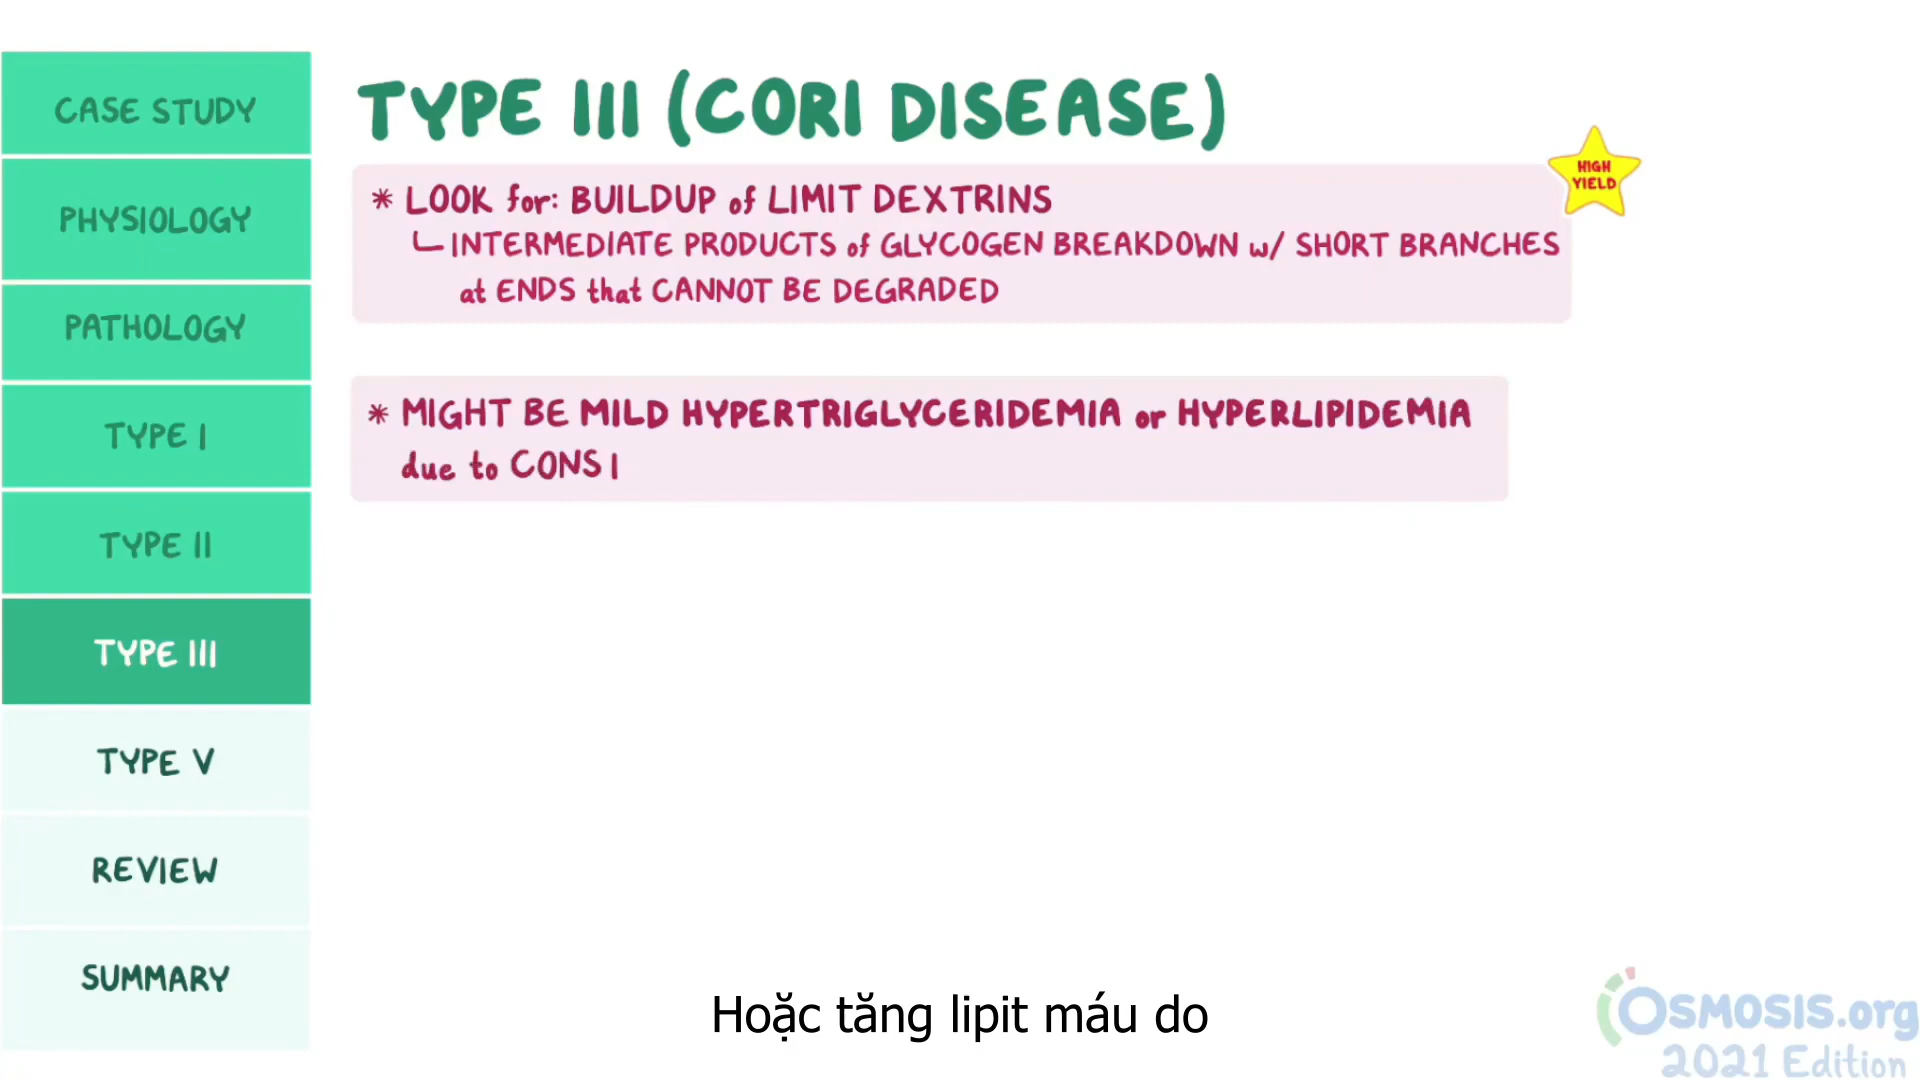 CASE STUDY
PHYSIOLOGY
PATHOLOGY
TYPE I
TYPE II
TYPE III
TYPE V
REVIEW
SUMMARY
TYPE III (CORI DISEASE)
HIGH
YIELD
* LOOK for: BUILDUP of LIMIT DEXTRINS
INTERMEDIATE PRODUCTS of GLYCOGEN BREAKDOWN w/ SHORT BRANCHES
at ENDS that CANNOT BE DEGRADED
* MIGHT BE MILD HYPERTRIGLYCERIDEMIA or HYPERLIPIDEMIA
due to CONS
Hoặc tăng lipit máu do
OSMOSIS.org
2021 Edition